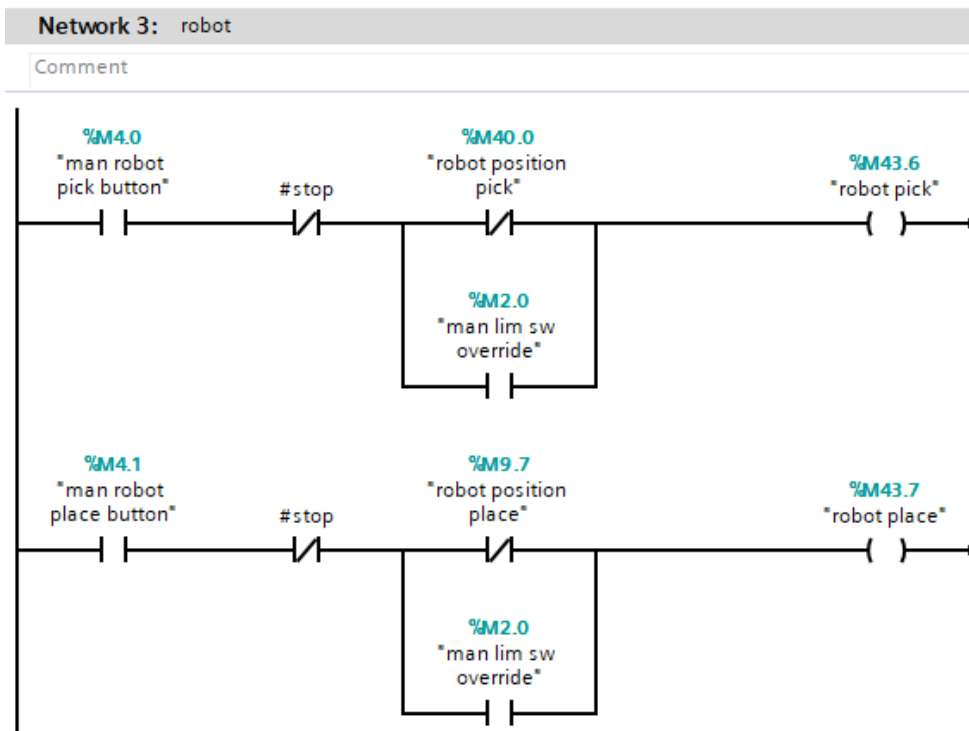 Network 3: robot
Comment
%M4.0
"man robot
pick button"
#stop
%M40.0
"robot position
pick"
%M43.6
"robot pick"
%M2.0
"man lim sw
override"
%M4.1
"man robot
place button"
#stop
%M9.7
"robot position
place"
%M43.7
"robot place"
%M2.0
"man lim sw
override"